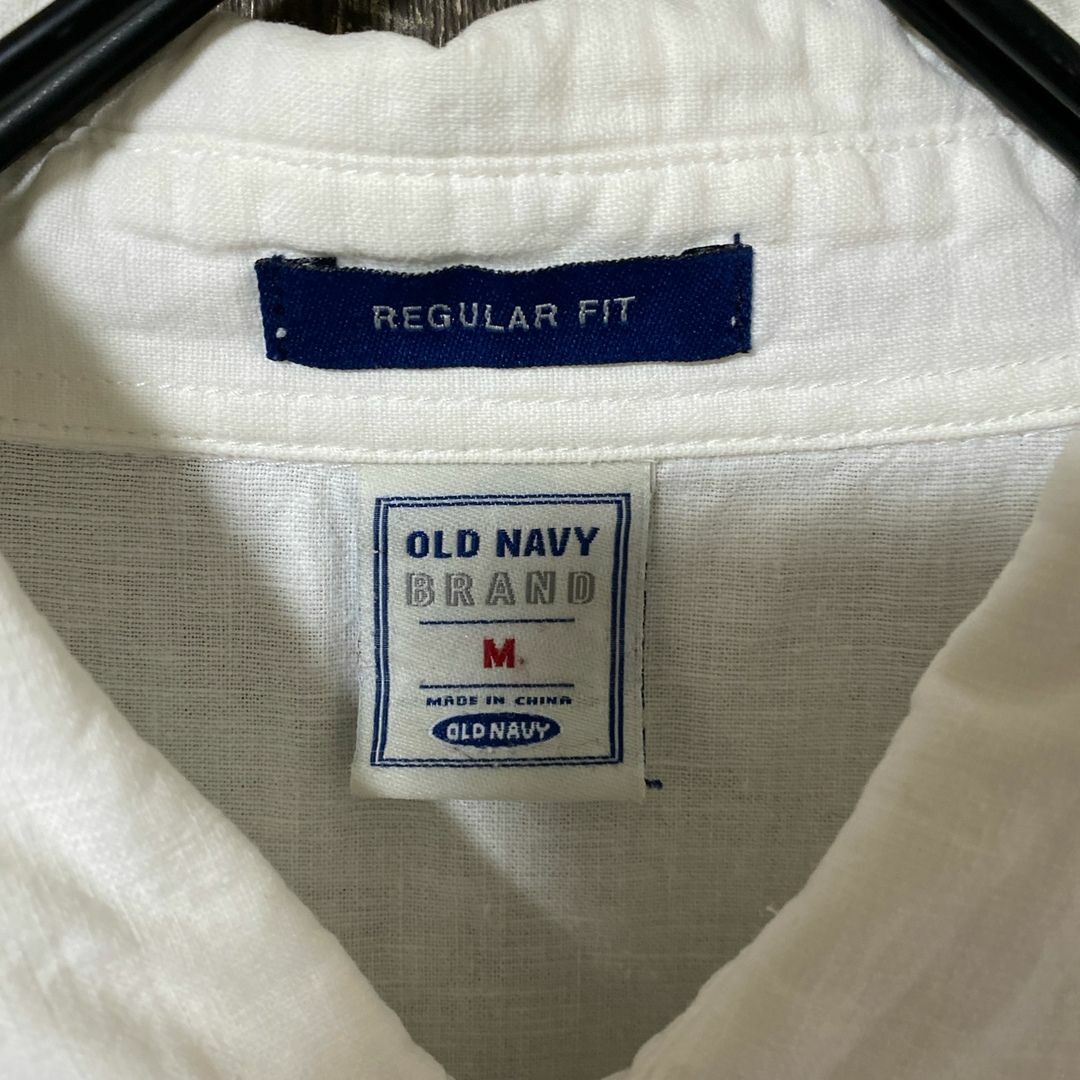 REGULAR FIT
OLD NAVY
BRAND
M
MADE IN CHINA
OLD NAVY